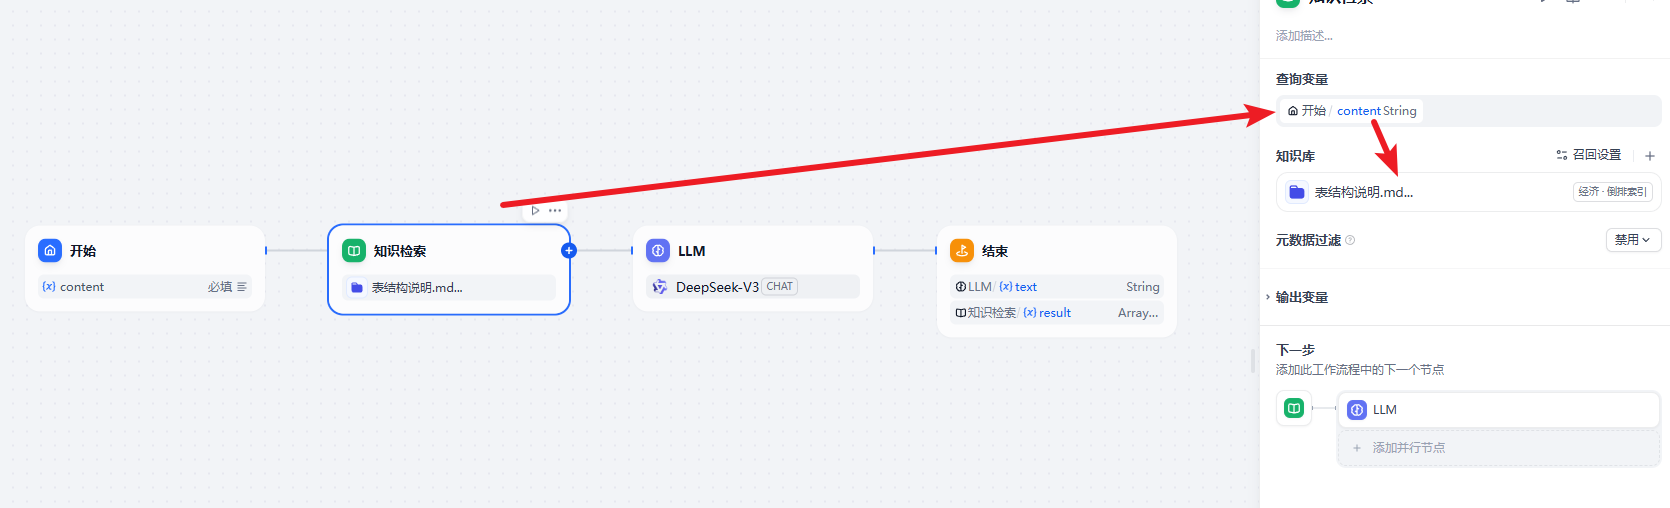 开始
content 必填
知识检索
表结构说明.md...
LLM
DeepSeek-V3 CHAT
结束
LLM/ (x) text String
知识检索/ (x) result Array...
知识检索
添加描述...
查询变量
开始 / content String
知识库 召回设置
表结构说明.md... 经济 · 倒排索引
元数据过滤 禁用
输出变量
下一步
添加此工作流程中的下一个节点
LLM
+ 添加并行节点